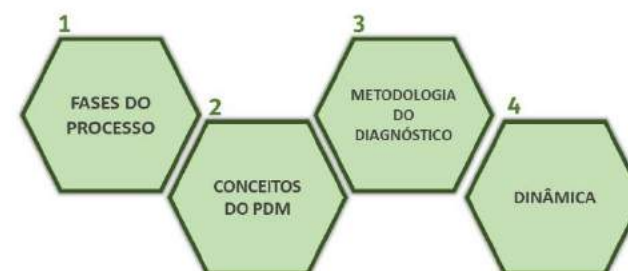 1
FASES DO
PROCESSO
2
CONCEITOS
DO PDM
3
METODOLOGIA
DO
DIAGNÓSTICO
4
DINÂMICA